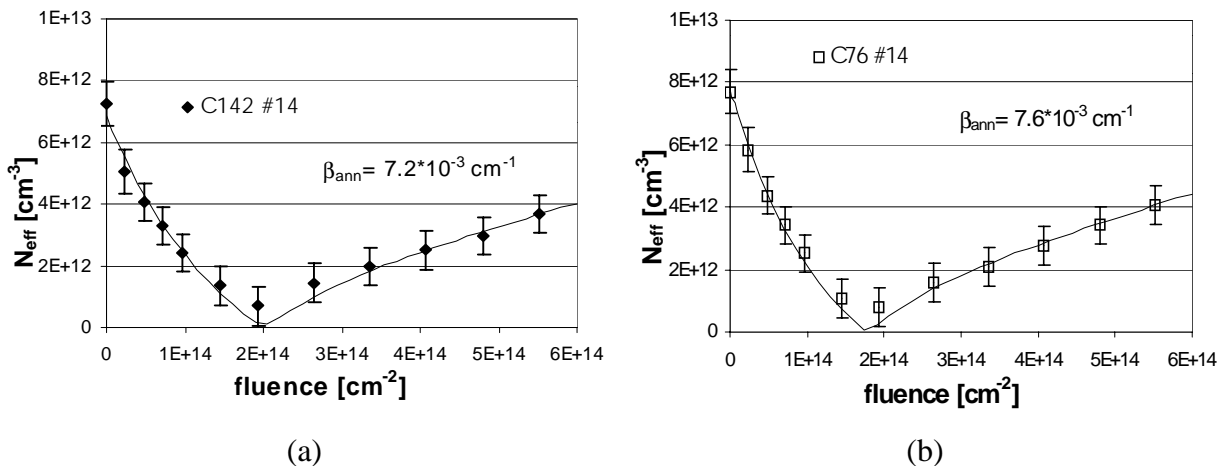 1E+13
8E+12
6E+12
4E+12
2E+12
0
N_eff [cm^-3]
◆ C142 #14
β_ann= 7.2*10^-3 cm^-1
0 1E+14 2E+14 3E+14 4E+14 5E+14 6E+14
fluence [cm^-2]
(a)
1E+13
8E+12
6E+12
4E+12
2E+12
0
N_eff [cm^-3]
□ C76 #14
β_ann= 7.6*10^-3 cm^-1
0 1E+14 2E+14 3E+14 4E+14 5E+14 6E+14
fluence [cm^-2]
(b)